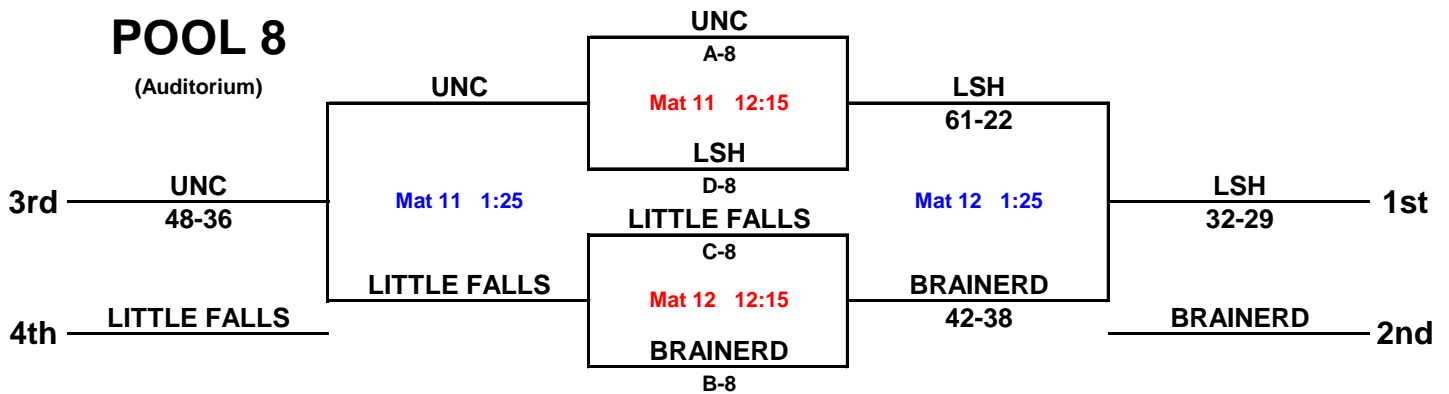 POOL 8
(Auditorium)
UNC
A-8
UNC
Mat 11 12:15
LSH
61-22
LSH
D-8
3rd
UNC
48-36
Mat 11 1:25
Mat 12 1:25
LSH
32-29
1st
LITTLE FALLS
C-8
LITTLE FALLS
Mat 12 12:15
BRAINERD
42-38
4th
LITTLE FALLS
BRAINERD
2nd
BRAINERD
B-8